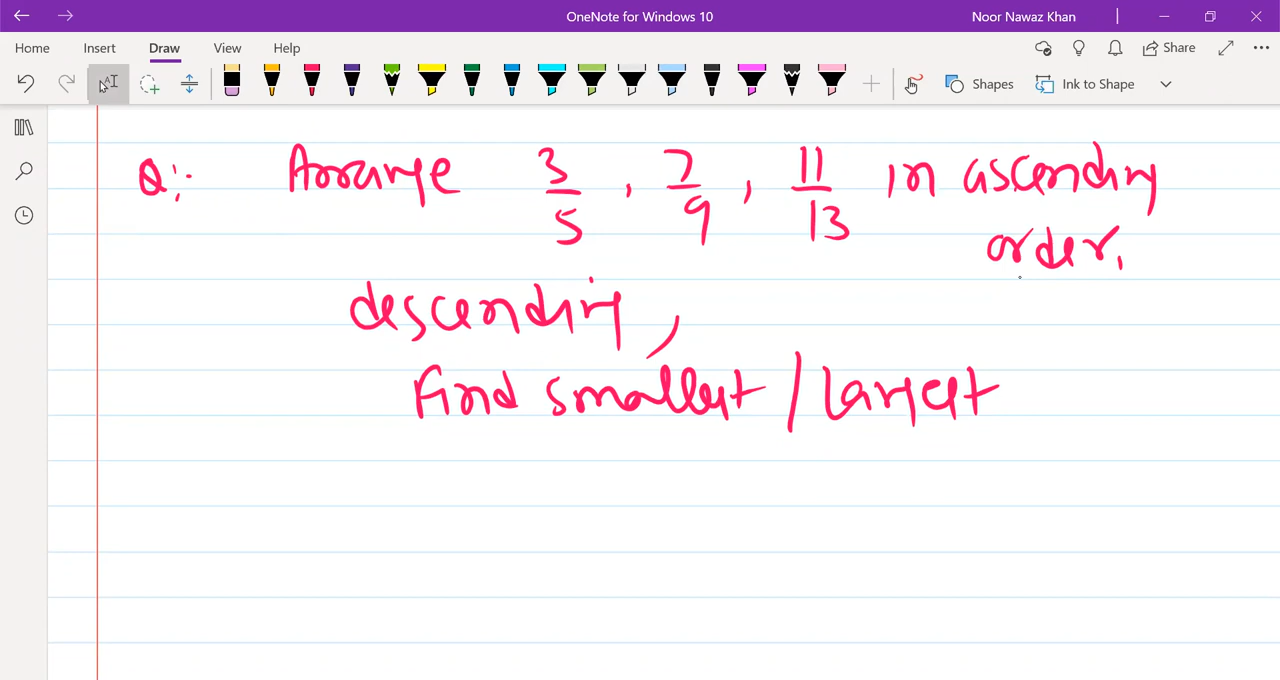 OneNote for Windows 10
Noor Nawaz Khan
Home Insert Draw View Help
Share
Shapes Ink to Shape
Q:- Arrange 3/5, 7/9, 11/13 in ascending
order,
descending,
Find smallest / largest